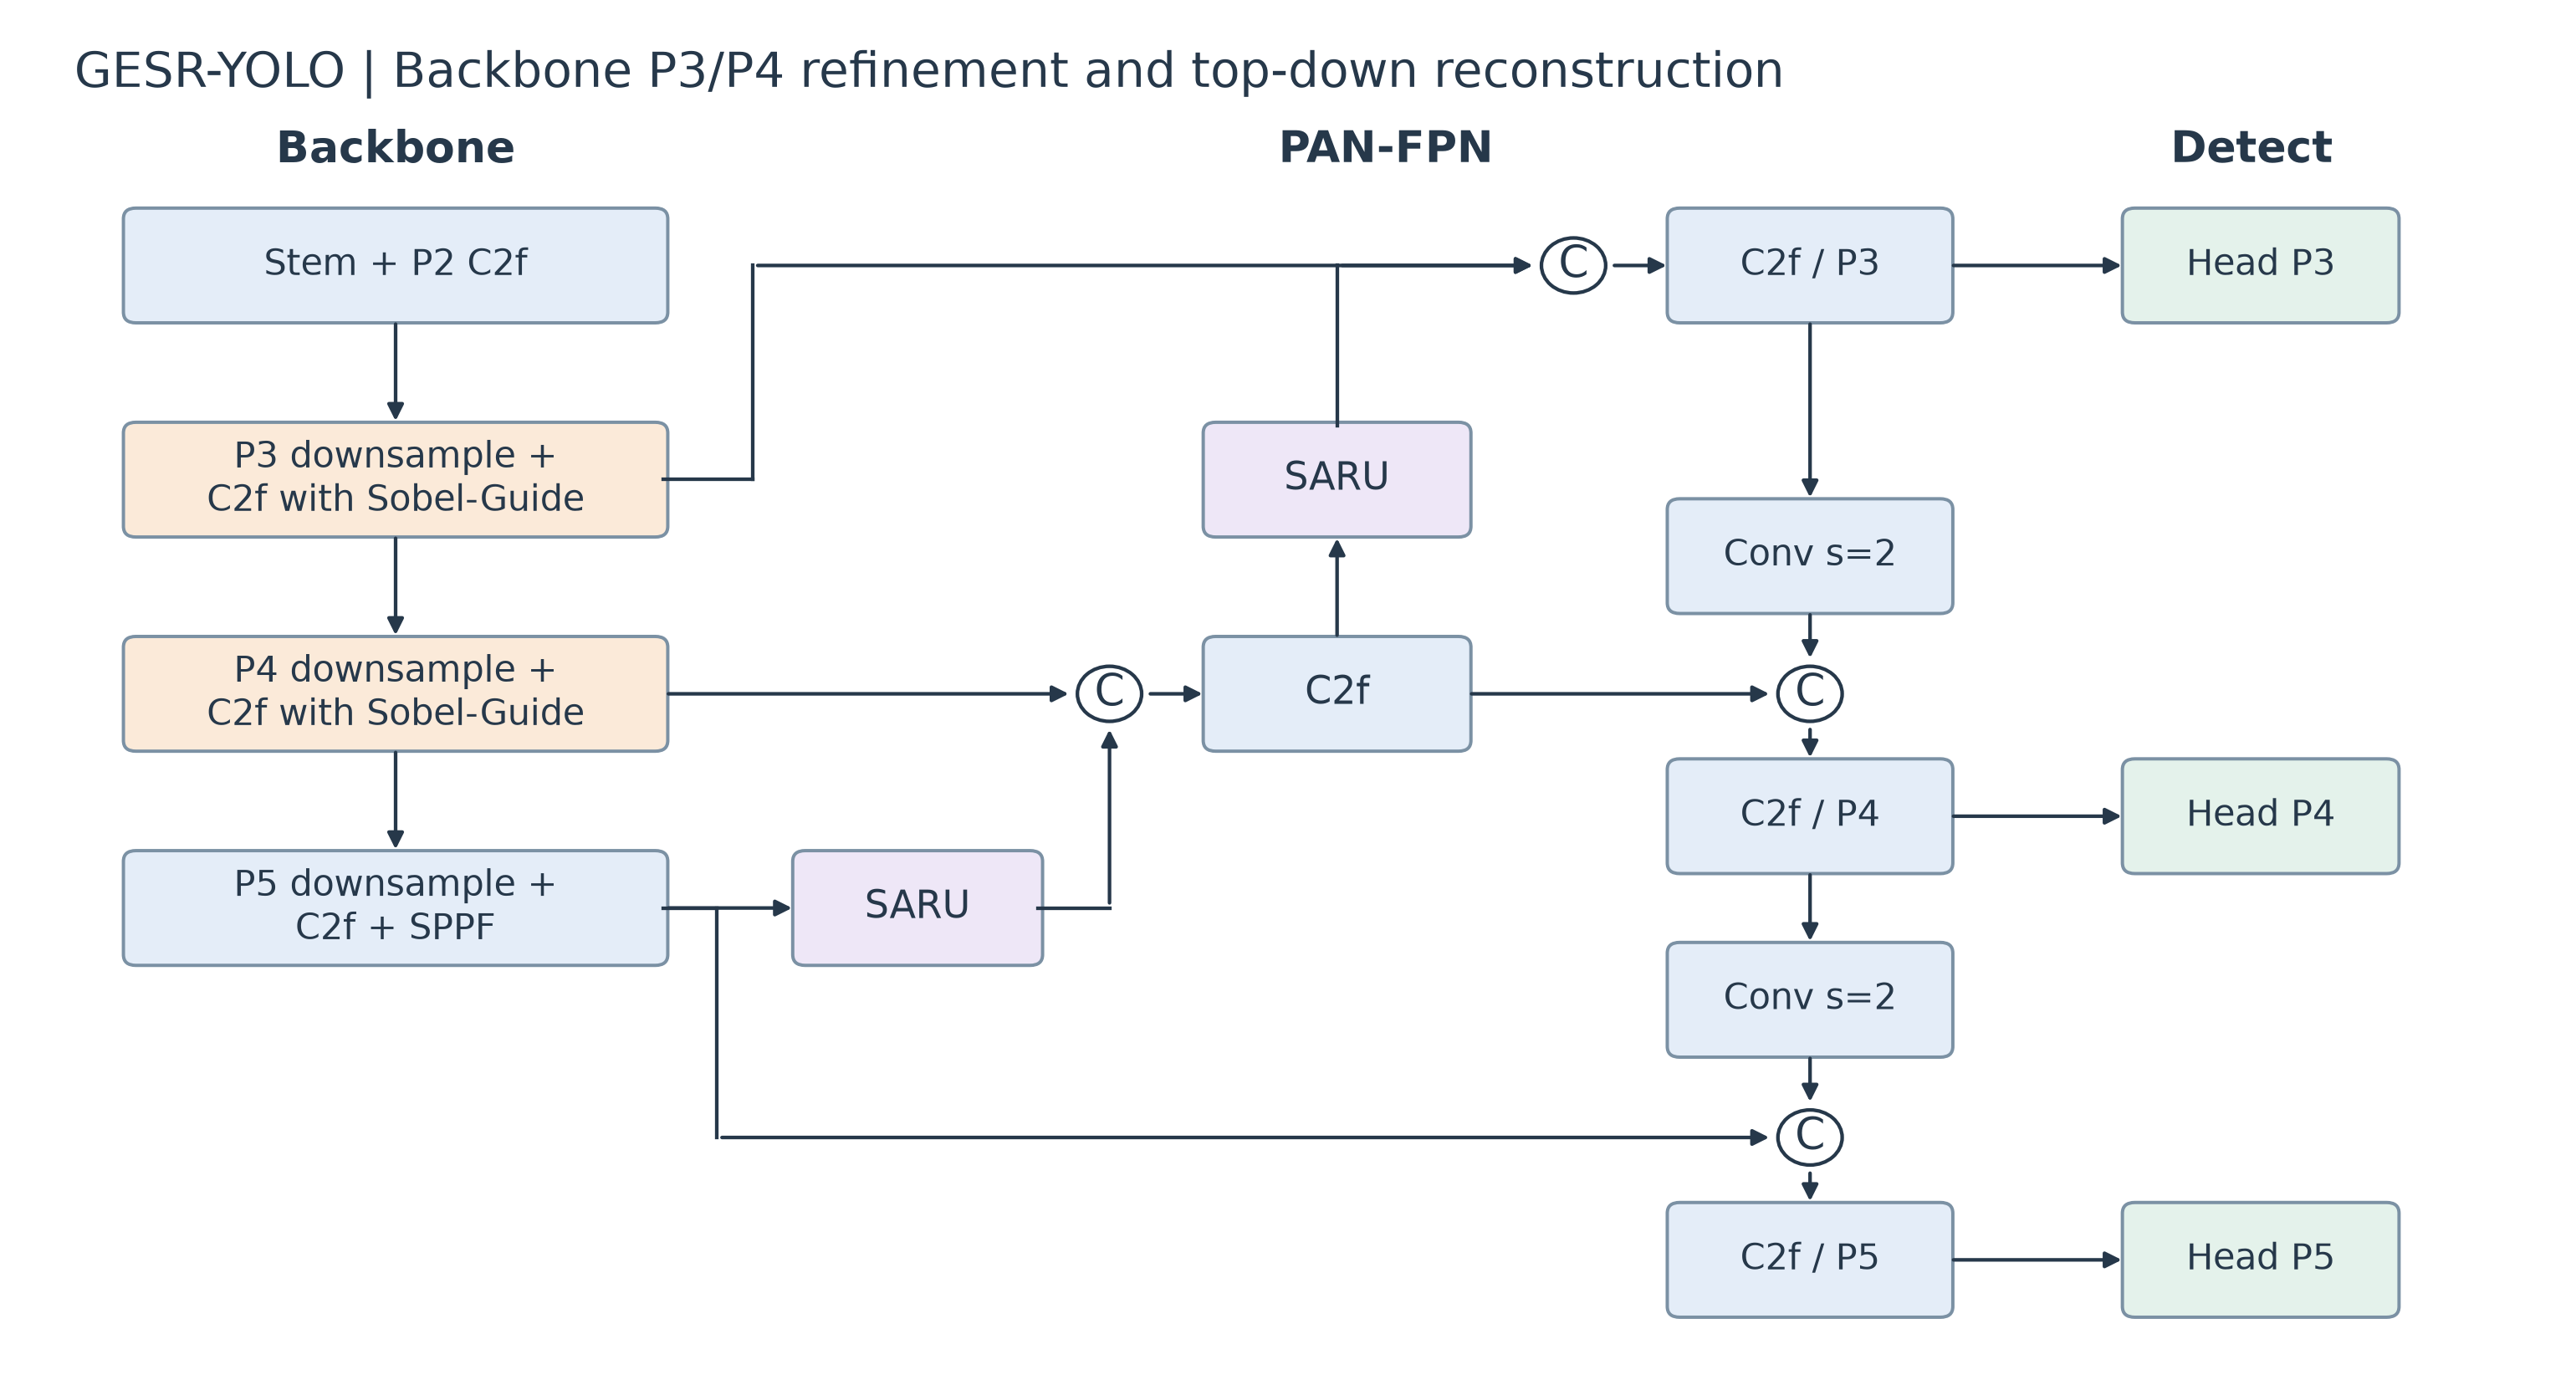 GESR-YOLO | Backbone P3/P4 refinement and top-down reconstruction
Backbone
PAN-FPN
Detect
Stem + P2 C2f
C
C2f / P3
Head P3
P3 downsample +
C2f with Sobel-Guide
SARU
Conv s=2
P4 downsample +
C2f with Sobel-Guide
C
C2f
C
C2f / P4
Head P4
P5 downsample +
C2f + SPPF
SARU
Conv s=2
C
C2f / P5
Head P5